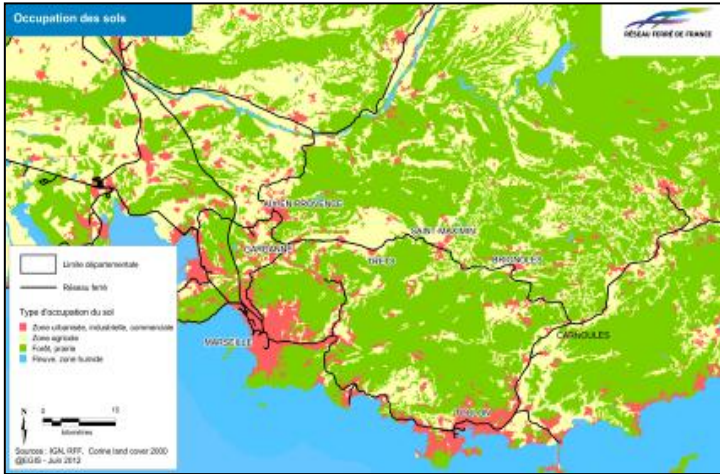 Occupation des sols
RÉSEAU FERRÉ DE FRANCE
AIX EN PROVENCE
SAINT-MAXIMIN
GARDANNE
TRETS
BRIGNOLES
CARNOULES
MARSEILLE
TOULON
Limite départementale
Réseau ferré
Type d'occupation du sol
Zone urbanisée, industrielle, commerciale
Zone agricole
Forêt, prairie
Fleuve, zone humide
N
0 10
kilomètres
Sources : IGN, RFF, Corine land cover 2000
@EGIS - Juin 2012